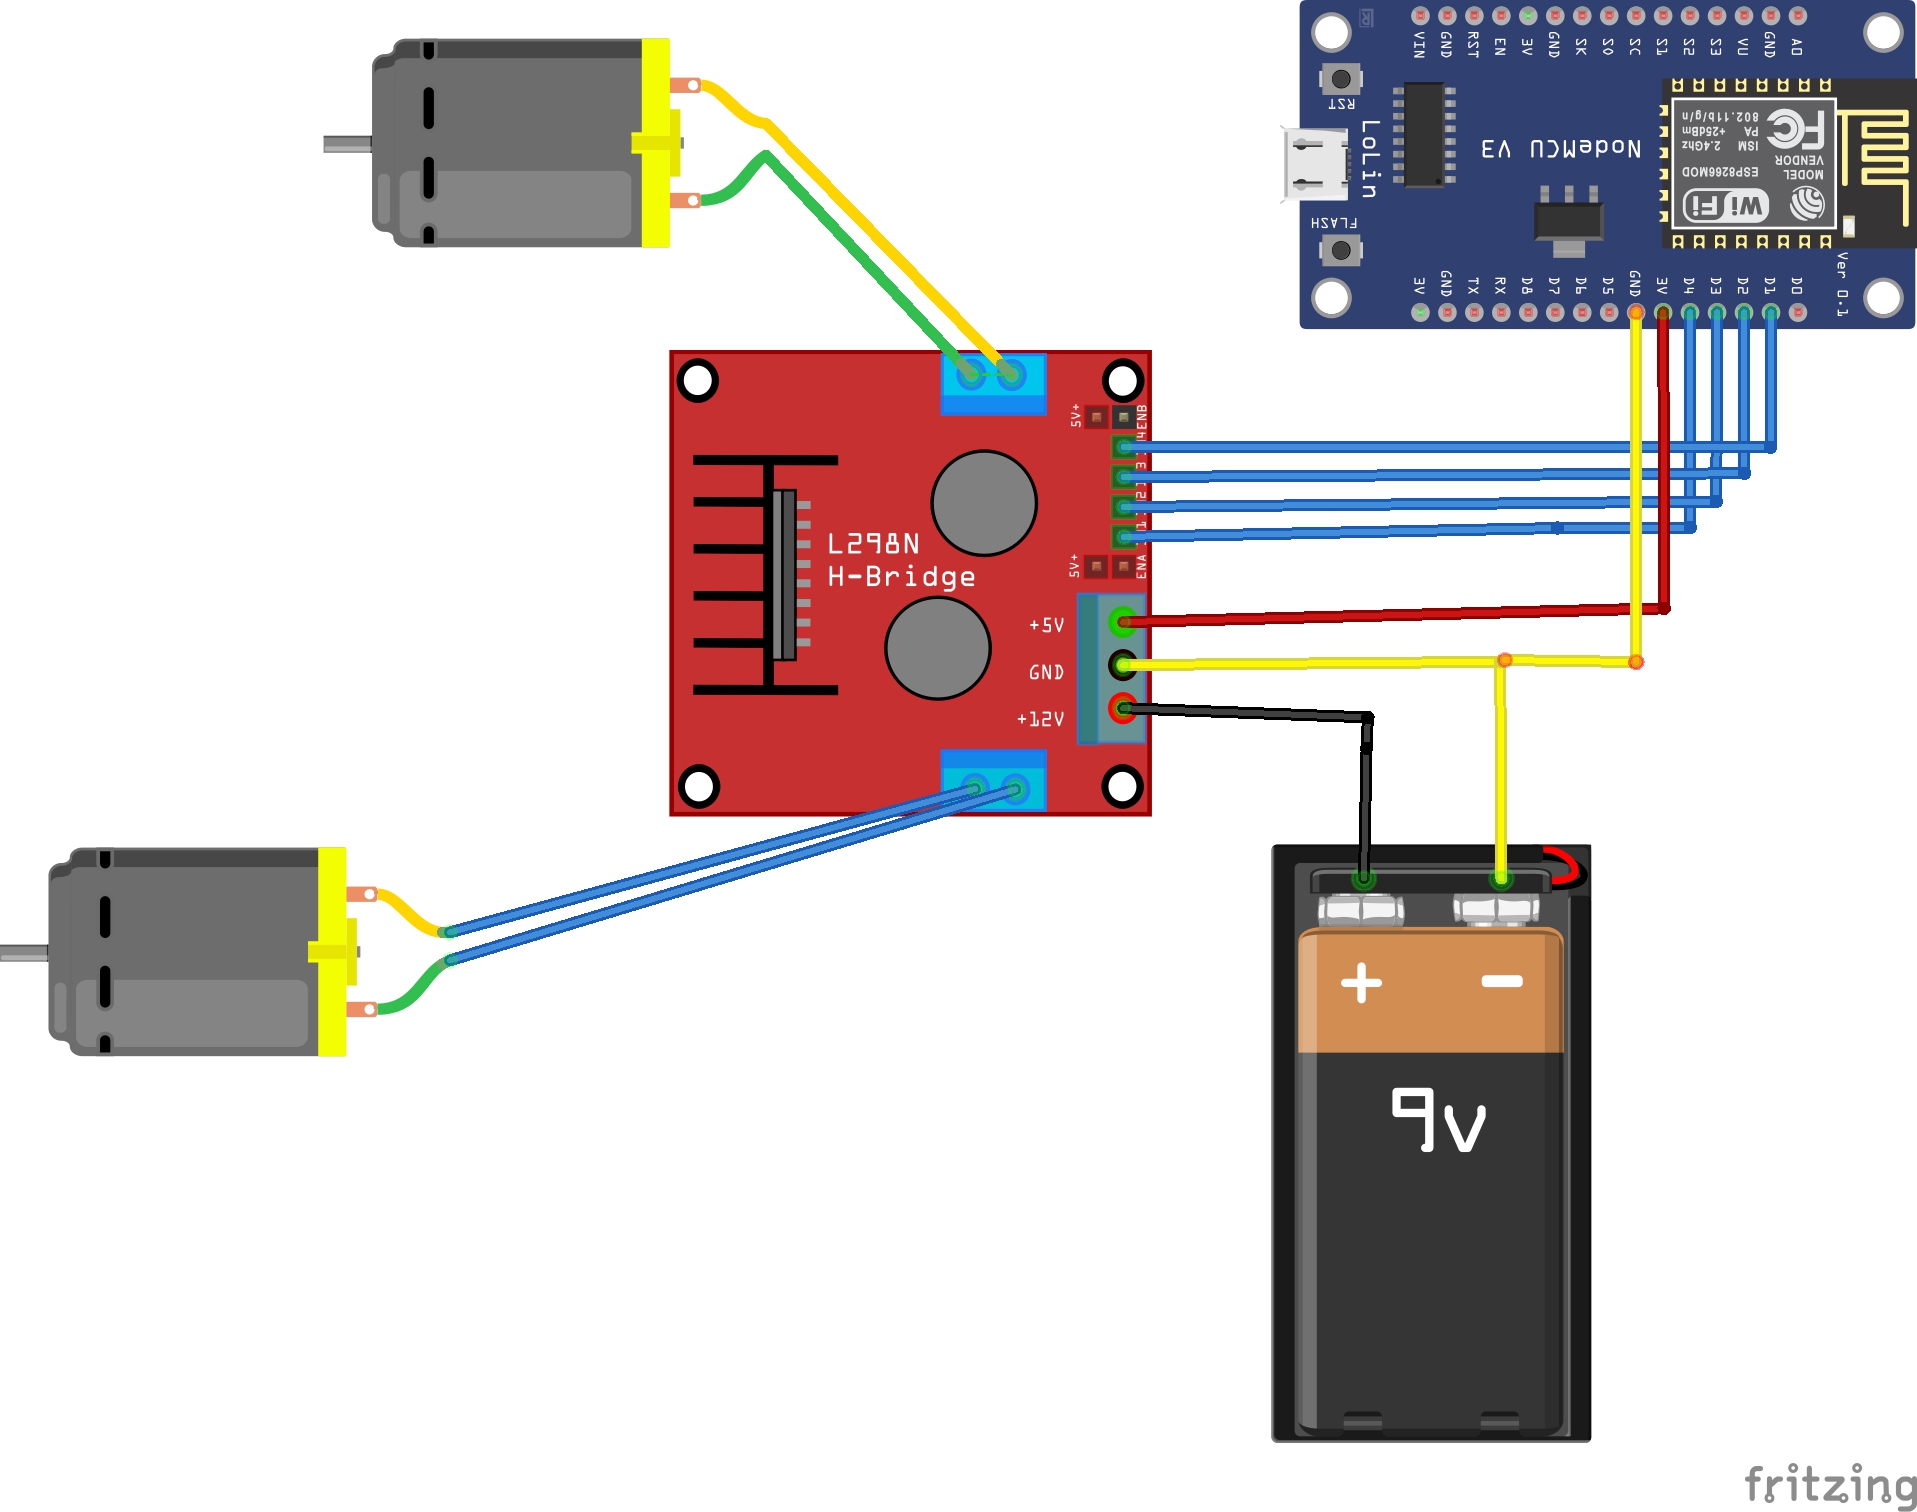 VIN GND RST EN 3V GND SK SO SC S1 S2 S3 VU GND AO
RST
LoLin
NodeMCU V3
FLASH
802.11b/g/n
PA +25dBm
ISM 2.4Ghz
ESP8266MOD
FC
VENDOR
MODEL
WiFi
Ver 0.1
3V GND TX RX D8 D7 D6 D5 GND 3V D4 D3 D2 D1 D0
5V+ ENB
4
3
2
1
5V+ ENA
L298N
H-Bridge
+5V
GND
+12V
+ -
9v
fritzing